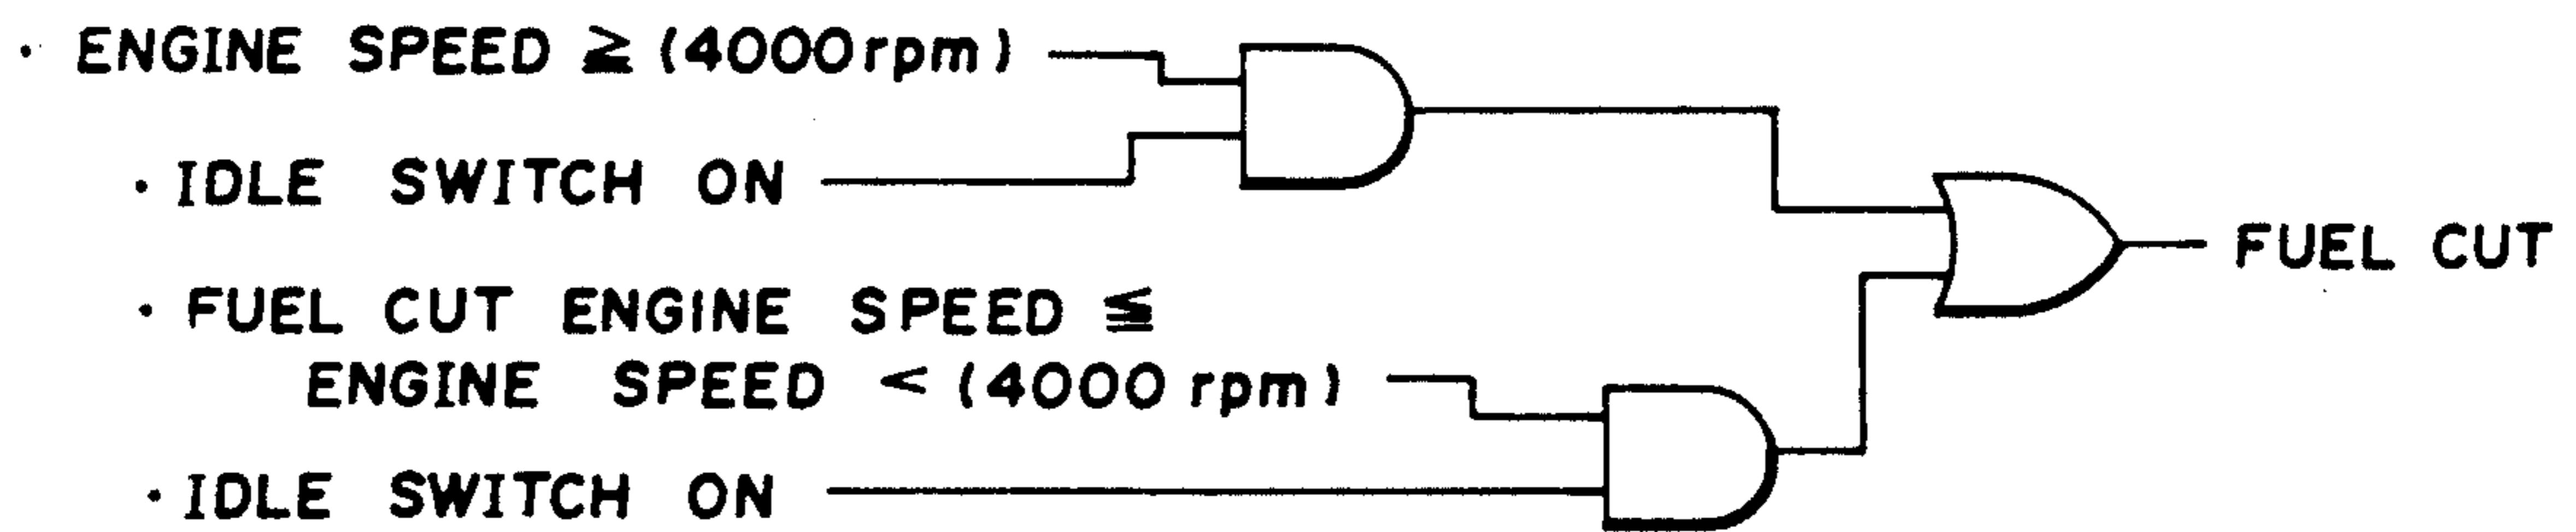 · ENGINE SPEED ≧ (4000rpm)
· IDLE SWITCH ON
FUEL CUT
· FUEL CUT ENGINE SPEED ≦
ENGINE SPEED < (4000 rpm)
· IDLE SWITCH ON